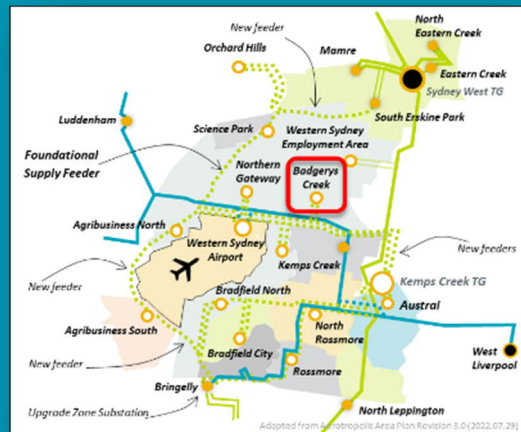 New feeder
North
Eastern Creek
Orchard Hills
Mamre
Eastern Creek
Sydney West TG
Luddenham
Science Park
South Erskine Park
Western Sydney
Employment Area
Foundational
Supply Feeder
Northern
Gateway
Badgerys
Creek
Agribusiness North
Western Sydney
Airport
Kemps Creek
New feeders
Kemps Creek TG
New feeder
Bradfield North
Austral
Agribusiness South
North
Rossmore
Bradfield City
New feeder
Rossmore
West
Liverpool
Bringelly
Upgrade Zone Substation
North Leppington
Adapted from Aerotropolis Area Plan Revision 3.0 (2022.07.29)